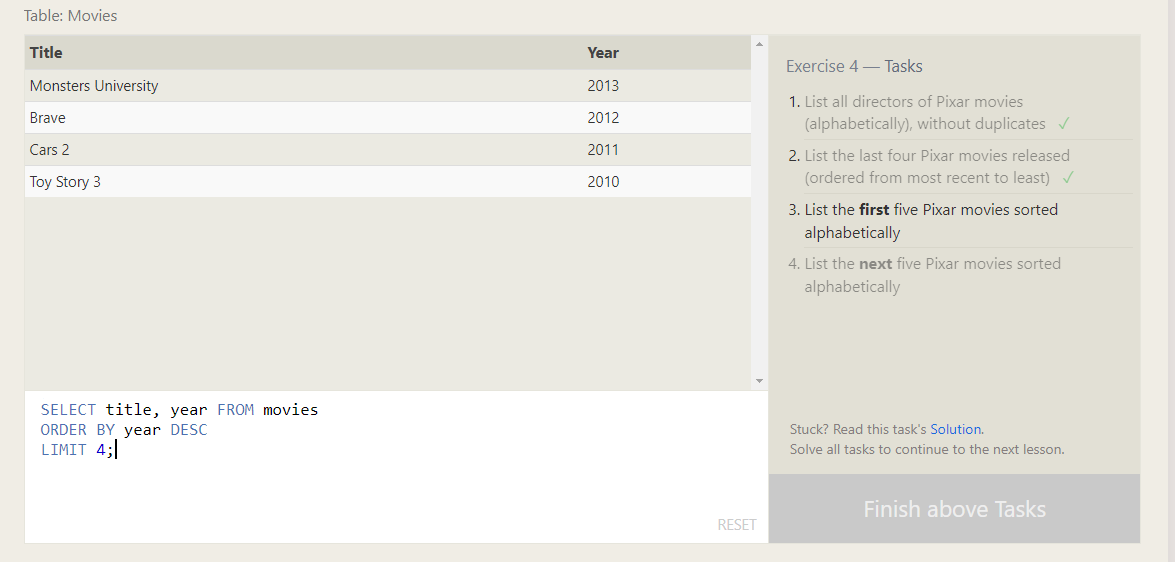 Table: Movies
Title Year
Monsters University 2013
Brave 2012
Cars 2 2011
Toy Story 3 2010
SELECT title, year FROM movies
ORDER BY year DESC
LIMIT 4;
RESET
Exercise 4 — Tasks
1. List all directors of Pixar movies
(alphabetically), without duplicates ✓
2. List the last four Pixar movies released
(ordered from most recent to least) ✓
3. List the first five Pixar movies sorted
alphabetically
4. List the next five Pixar movies sorted
alphabetically
Stuck? Read this task's Solution.
Solve all tasks to continue to the next lesson.
Finish above Tasks